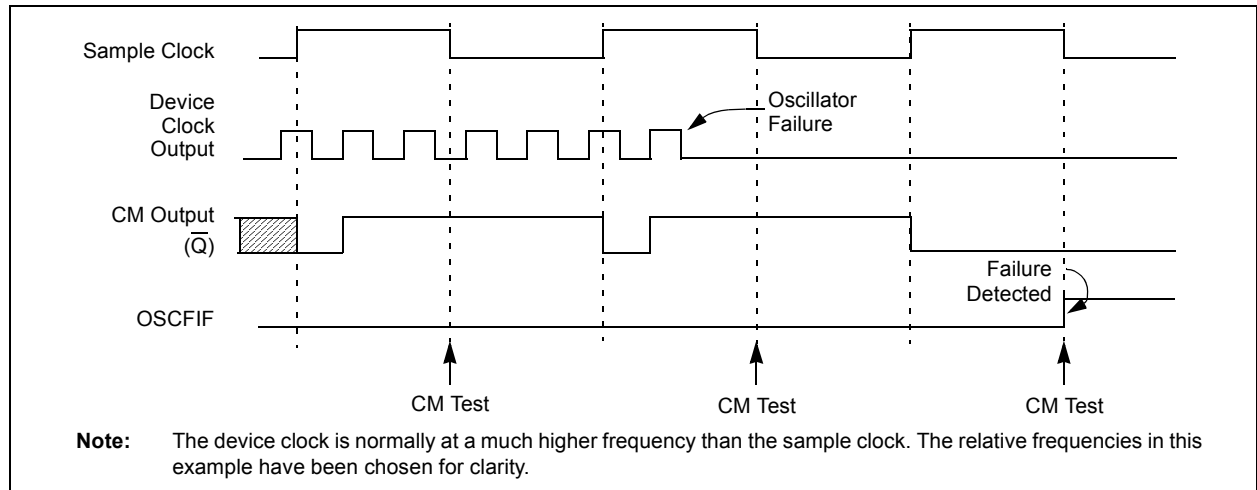 Sample Clock
Device
Clock
Output
Oscillator
Failure
CM Output
(Q̅)
Failure
Detected
OSCFIF
CM Test
CM Test
CM Test
Note: The device clock is normally at a much higher frequency than the sample clock. The relative frequencies in this
example have been chosen for clarity.